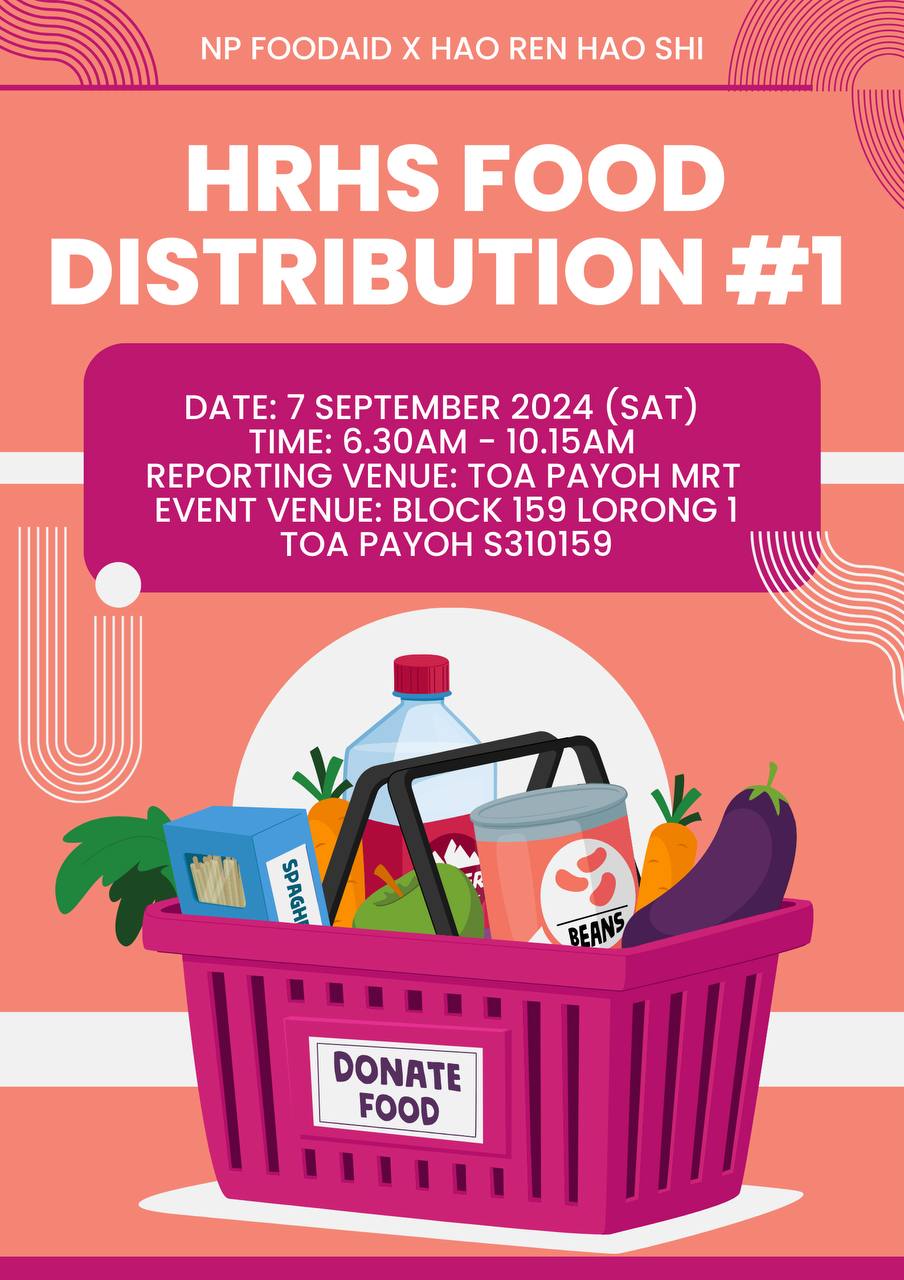 NP FOODAID X HAO REN HAO SHI
HRHS FOOD
DISTRIBUTION #1
DATE: 7 SEPTEMBER 2024 (SAT)
TIME: 6.30AM - 10.15AM
REPORTING VENUE: TOA PAYOH MRT
EVENT VENUE: BLOCK 159 LORONG 1
TOA PAYOH S310159
SPAGH
BEANS
DONATE
FOOD